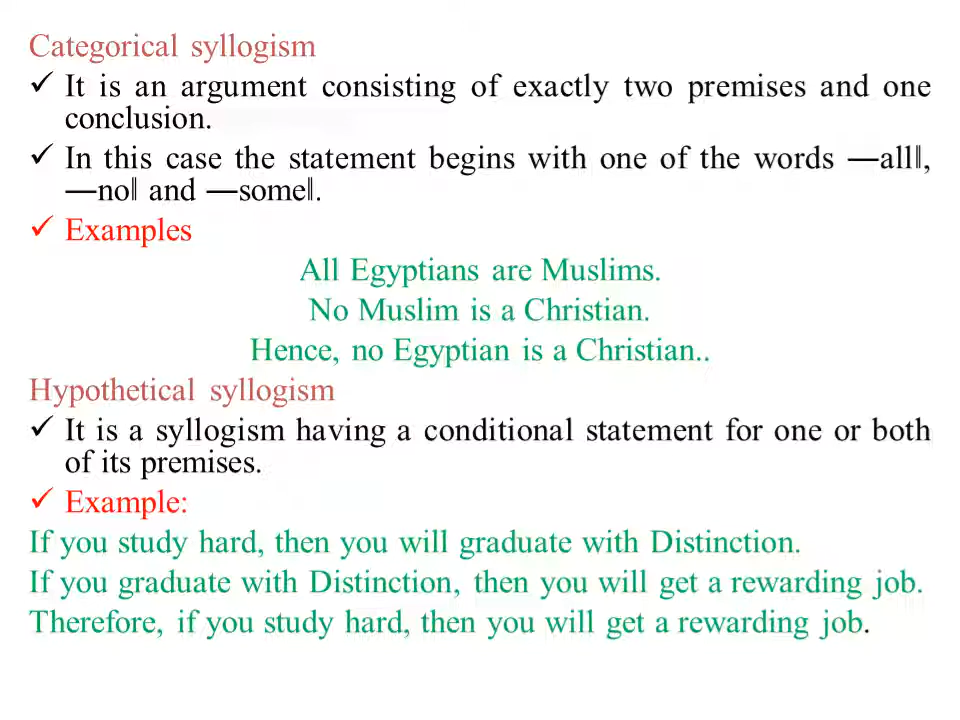 Categorical syllogism
✓ It is an argument consisting of exactly two premises and one
conclusion.
✓ In this case the statement begins with one of the words ―all‖,
―no‖ and ―some‖.
✓ Examples
All Egyptians are Muslims.
No Muslim is a Christian.
Hence, no Egyptian is a Christian..
Hypothetical syllogism
✓ It is a syllogism having a conditional statement for one or both
of its premises.
✓ Example:
If you study hard, then you will graduate with Distinction.
If you graduate with Distinction, then you will get a rewarding job.
Therefore, if you study hard, then you will get a rewarding job.